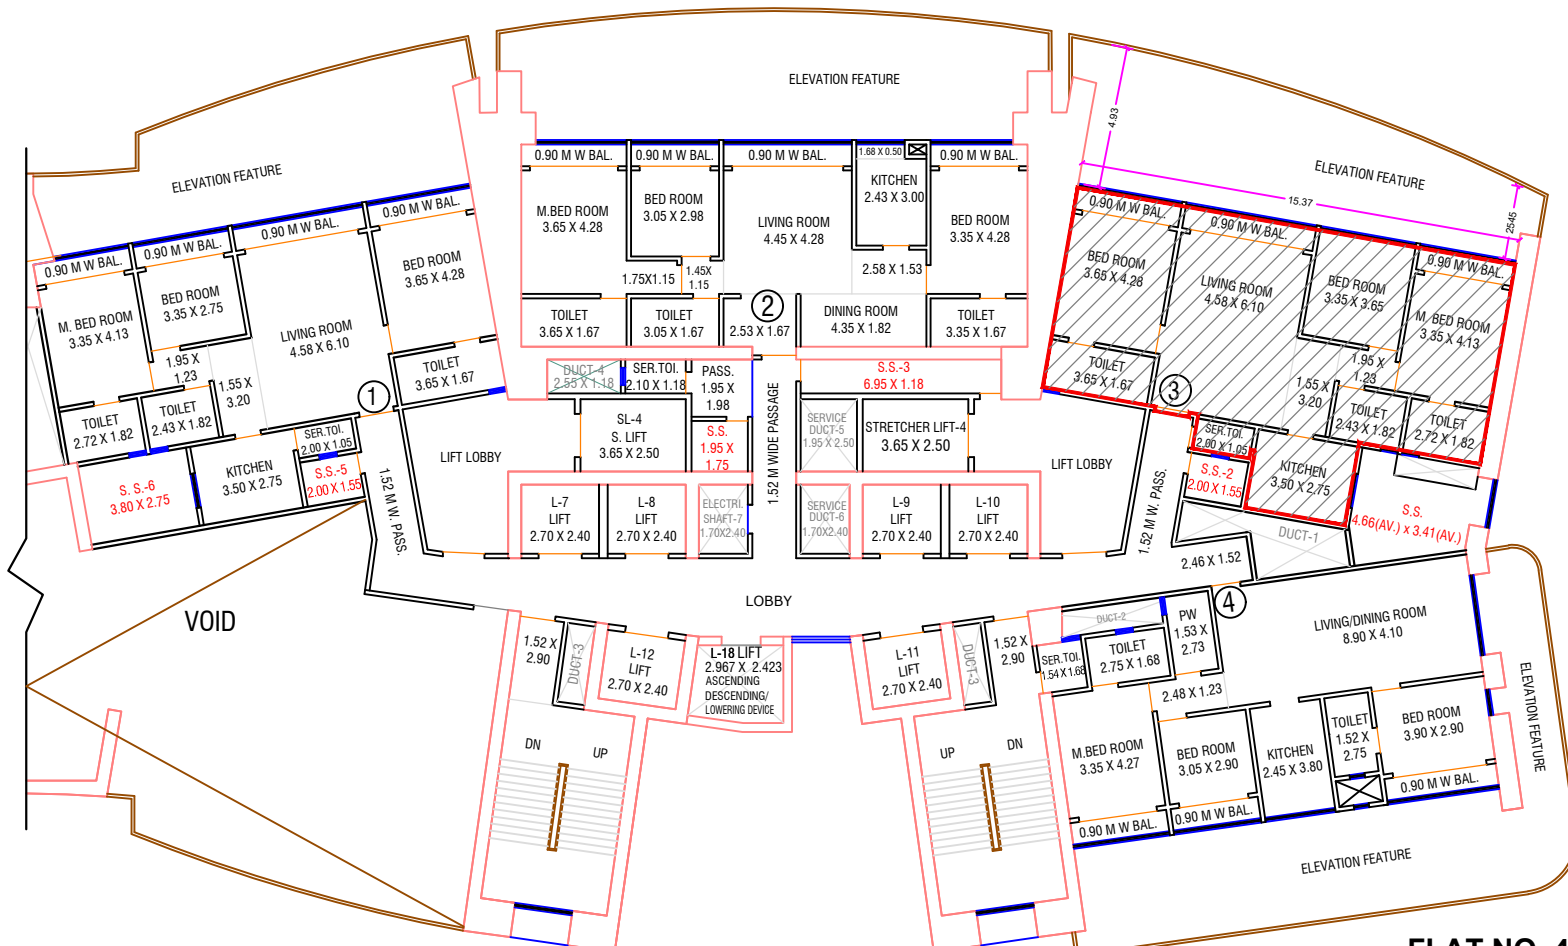 ELEVATION FEATURE
ELEVATION FEATURE
ELEVATION FEATURE
4.93
15.37
25.45
0.90 M W BAL.
0.90 M W BAL.
0.90 M W BAL.
0.90 M W BAL.
M. BED ROOM
3.35 X 4.13
BED ROOM
3.35 X 2.75
LIVING ROOM
4.58 X 6.10
BED ROOM
3.65 X 4.28
1.95 X
1.23
1.55 X
3.20
TOILET
2.72 X 1.82
TOILET
2.43 X 1.82
TOILET
3.65 X 1.67
1
SER.TOI.
2.00 X 1.05
S.S.-5
2.00 X 1.55
KITCHEN
3.50 X 2.75
S. S.-6
3.80 X 2.75
1.52 M W. PASS.
0.90 M W BAL.
0.90 M W BAL.
0.90 M W BAL.
1.68 X 0.50
0.90 M W BAL.
M.BED ROOM
3.65 X 4.28
BED ROOM
3.05 X 2.98
LIVING ROOM
4.45 X 4.28
KITCHEN
2.43 X 3.00
BED ROOM
3.35 X 4.28
1.75X1.15
1.45X
1.15
2.58 X 1.53
TOILET
3.65 X 1.67
TOILET
3.05 X 1.67
2
2.53 X 1.67
DINING ROOM
4.35 X 1.82
TOILET
3.35 X 1.67
DUCT-4
2.55 X 1.18
SER.TOI.
2.10 X 1.18
PASS.
1.95 X
1.98
S.S.-3
6.95 X 1.18
LIFT LOBBY
SL-4
S. LIFT
3.65 X 2.50
S.S.
1.95 X
1.75
1.52 M WIDE PASSAGE
SERVICE
DUCT-5
1.95 X 2.50
STRETCHER LIFT-4
3.65 X 2.50
LIFT LOBBY
L-7
LIFT
2.70 X 2.40
L-8
LIFT
2.70 X 2.40
ELECTRI.
SHAFT-7
1.70X2.40
SERVICE
DUCT-6
1.70X2.40
L-9
LIFT
2.70 X 2.40
L-10
LIFT
2.70 X 2.40
0.90 M W BAL.
0.90 M W BAL.
0.90 M W BAL.
BED ROOM
3.65 X 4.28
LIVING ROOM
4.58 X 6.10
BED ROOM
3.35 X 3.65
M. BED ROOM
3.35 X 4.13
1.95 X
1.23
1.55 X
3.20
TOILET
3.65 X 1.67
3
TOILET
2.43 X 1.82
TOILET
2.72 X 1.82
SER.TOI.
2.00 X 1.05
S.S.-2
2.00 X 1.55
KITCHEN
3.50 X 2.75
S.S.
4.66(AV.) x 3.41(AV.)
1.52 M W. PASS.
DUCT-1
2.46 X 1.52
VOID
LOBBY
4
1.52 X
2.90
DUCT-3
L-12
LIFT
2.70 X 2.40
L-18 LIFT
2.967 X 2.423
ASCENDING
DESCENDING/
LOWERING DEVICE
L-11
LIFT
2.70 X 2.40
DUCT-3
1.52 X
2.90
DN
UP
UP
DN
DUCT-2
SER.TOI.
1.54 X 1.68
TOILET
2.75 X 1.68
PW
1.53 X
2.73
LIVING/DINING ROOM
8.90 X 4.10
2.48 X 1.23
M.BED ROOM
3.35 X 4.27
BED ROOM
3.05 X 2.90
KITCHEN
2.45 X 3.80
TOILET
1.52 X
2.75
BED ROOM
3.90 X 2.90
0.90 M W BAL.
0.90 M W BAL.
0.90 M W BAL.
ELEVATION FEATURE
ELEVATION FEATURE